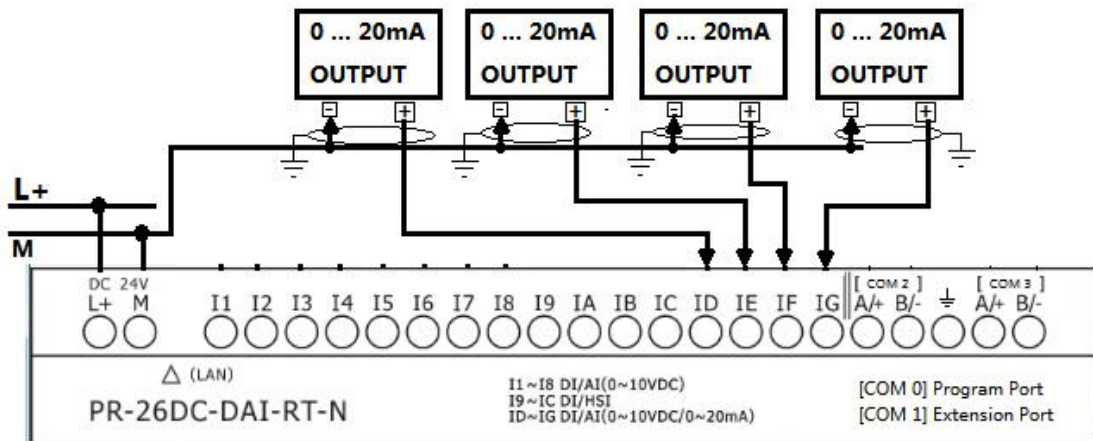 0 ... 20mA 0 ... 20mA 0 ... 20mA 0 ... 20mA
OUTPUT OUTPUT OUTPUT OUTPUT
- + - + - + - +
L+
M
DC 24V [ COM 2 ] [ COM 3 ]
L+ M I1 I2 I3 I4 I5 I6 I7 I8 I9 IA IB IC ID IE IF IG A/+ B/- A/+ B/-
(LAN)
PR-26DC-DAI-RT-N
I1~I8 DI/AI(0~10VDC)
I9~IC DI/HSI
ID~IG DI/AI(0~10VDC/0~20mA)
[COM 0] Program Port
[COM 1] Extension Port